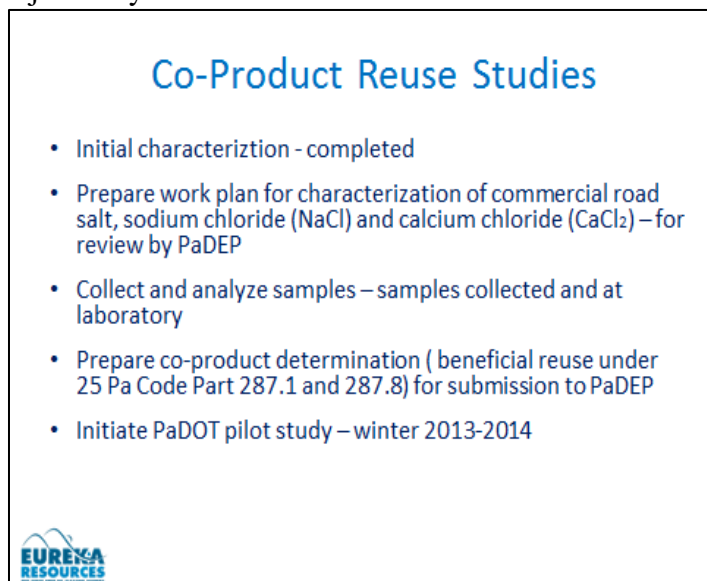 Co-Product Reuse Studies
• Initial characteriztion - completed
• Prepare work plan for characterization of commercial road
salt, sodium chloride (NaCl) and calcium chloride (CaCl₂) – for
review by PaDEP
• Collect and analyze samples – samples collected and at
laboratory
• Prepare co-product determination ( beneficial reuse under
25 Pa Code Part 287.1 and 287.8) for submission to PaDEP
• Initiate PaDOT pilot study – winter 2013-2014
EUREKA
RESOURCES